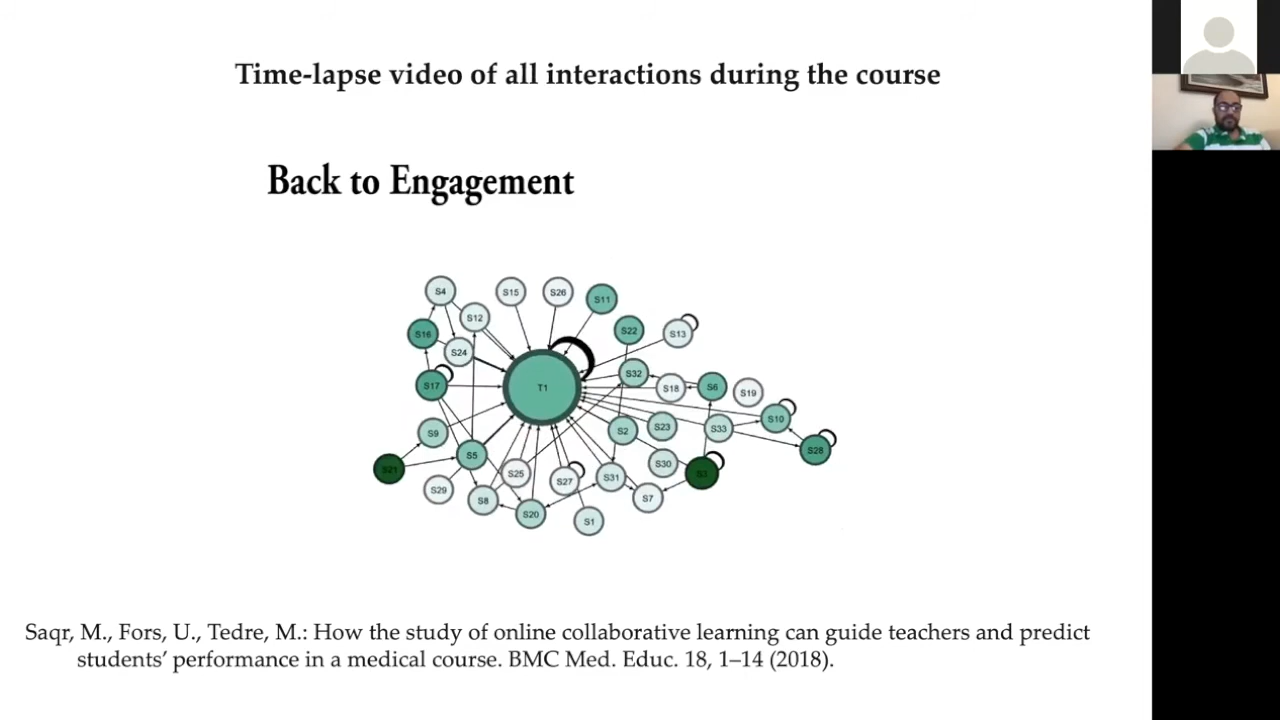 Time-lapse video of all interactions during the course
Back to Engagement
S4
S15
S26
S11
S12
S16
S22
S13
S24
S32
T1
S17
S18
S6
S19
S10
S9
S2
S23
S33
S28
S5
S21
S25
S30
S3
S29
S27
S31
S8
S7
S20
S1
Saqr, M., Fors, U., Tedre, M.: How the study of online collaborative learning can guide teachers and predict
students’ performance in a medical course. BMC Med. Educ. 18, 1–14 (2018).